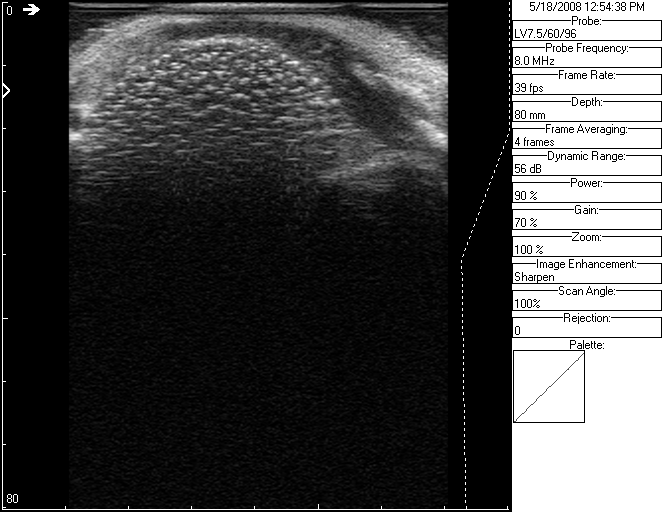 0
80
5/18/2008 12:54:38 PM
Probe:
LV7.5/60/96
Probe Frequency:
8.0 MHz
Frame Rate:
39 fps
Depth:
80 mm
Frame Averaging:
4 frames
Dynamic Range:
56 dB
Power:
90 %
Gain:
70 %
Zoom:
100 %
Image Enhancement:
Sharpen
Scan Angle:
100%
Rejection:
0
Palette: